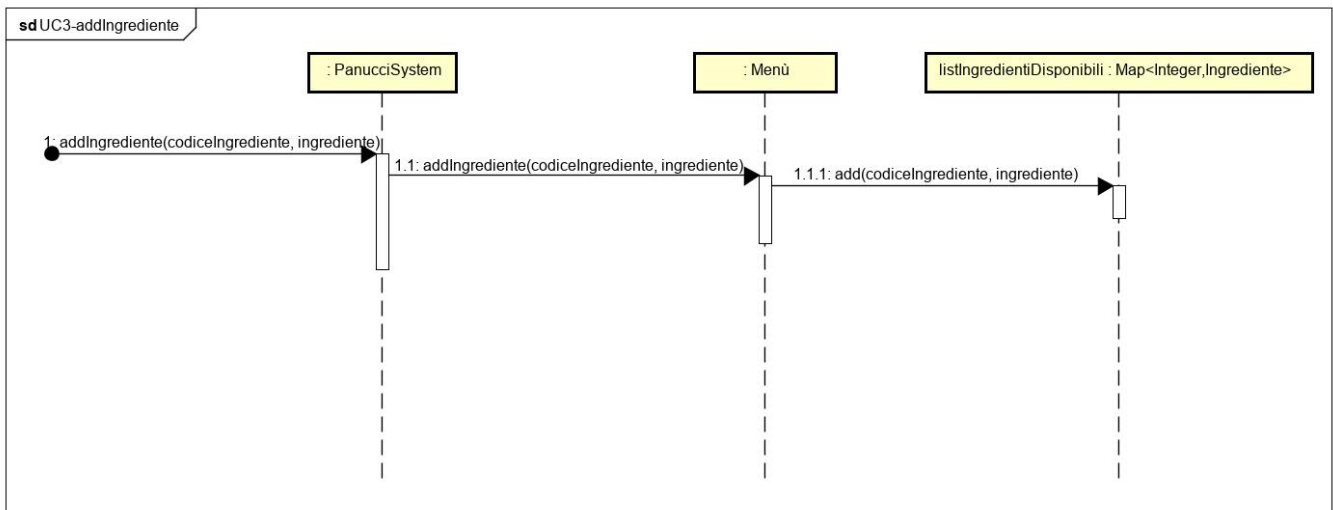 sd UC3-addIngrediente
: PanucciSystem
: Menù
listIngredientiDisponibili : Map<Integer,Ingrediente>
1: addIngrediente(codiceIngrediente, ingrediente)
1.1: addIngrediente(codiceIngrediente, ingrediente)
1.1.1: add(codiceIngrediente, ingrediente)